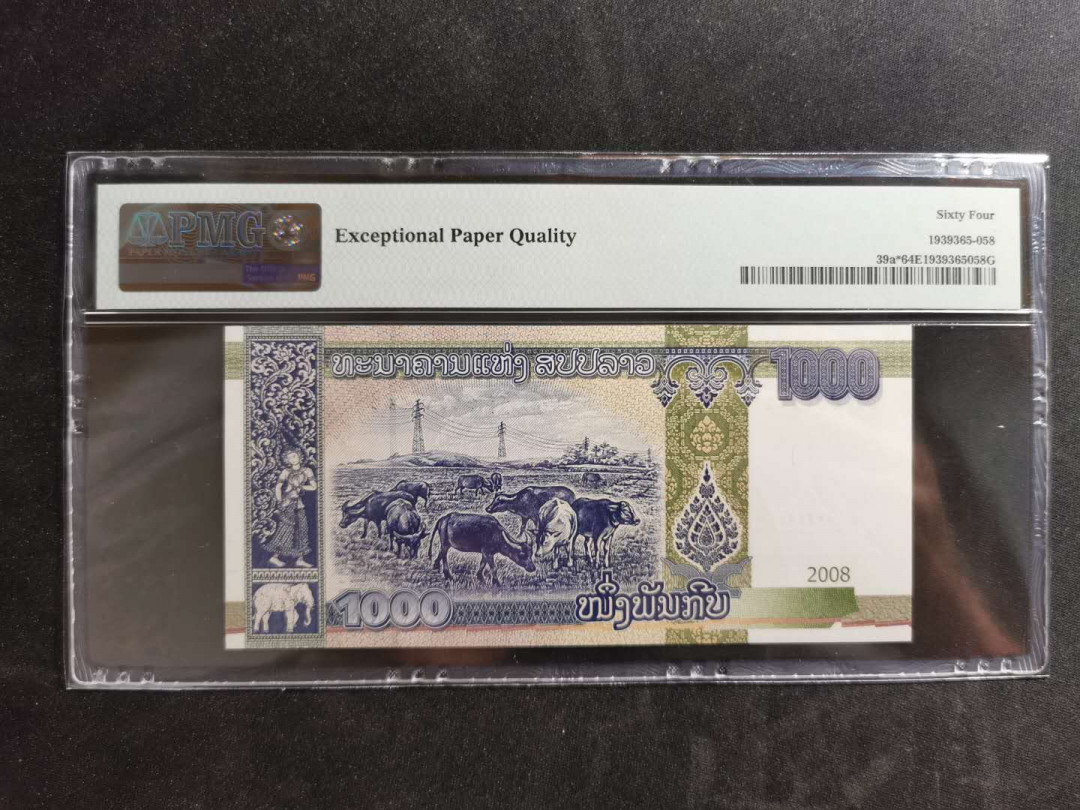 PMG
Exceptional Paper Quality
Sixty Four
1939365-058
39a*64E1939365058G
ທະນາຄານແຫ່ງ ສປປລາວ
1000
2008
1000
ໜຶ່ງພັນກີບ